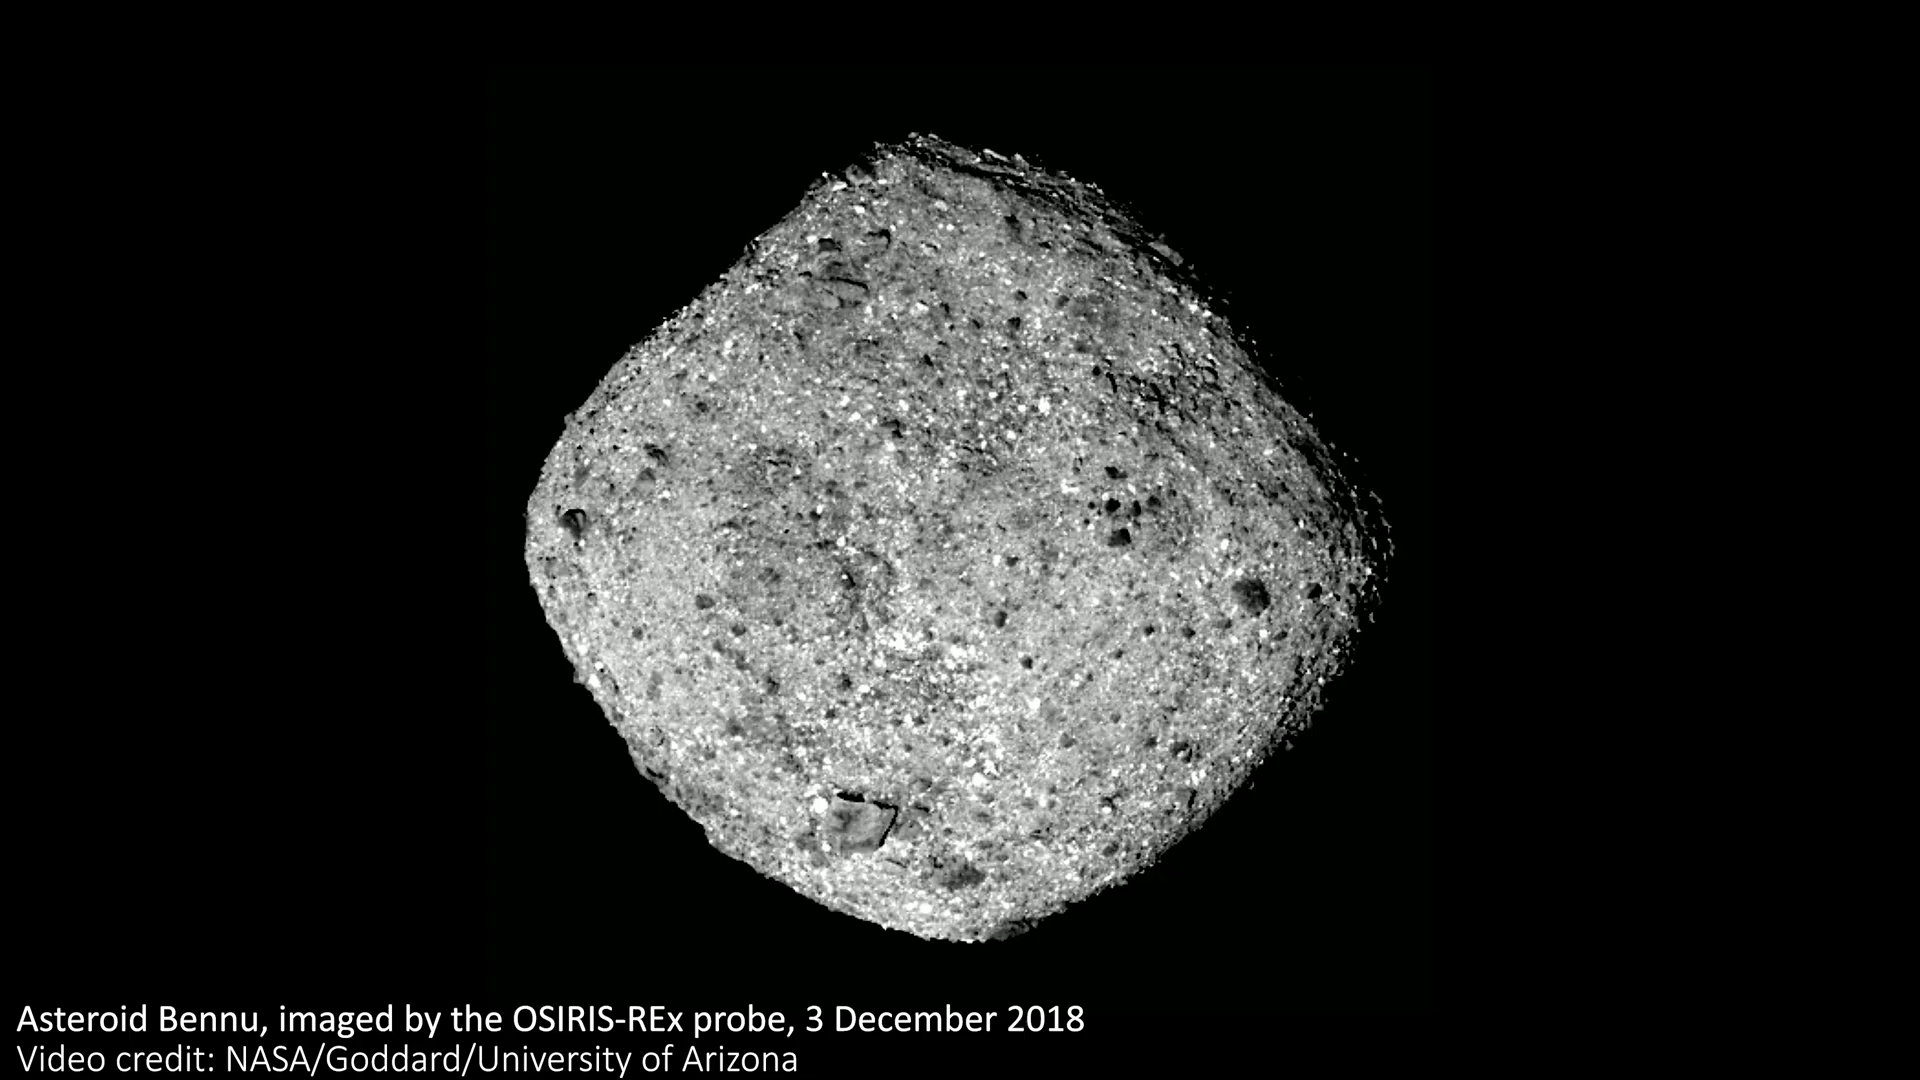 Asteroid Bennu, imaged by the OSIRIS-REx probe, 3 December 2018
Video credit: NASA/Goddard/University of Arizona